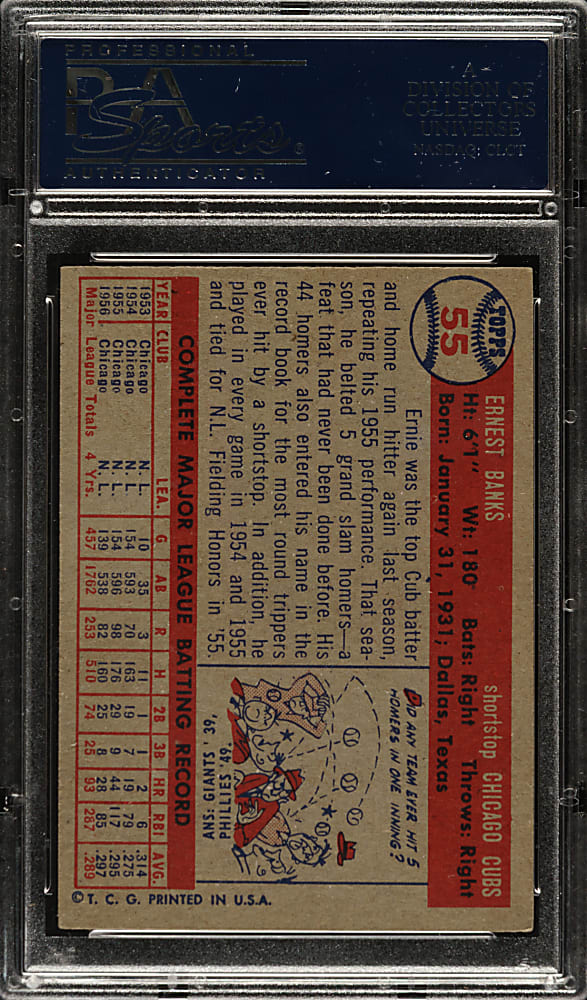 PROFESSIONAL
PSA
Sports
AUTHENTICATOR
A
DIVISION OF
COLLECTORS
UNIVERSE
NASDAQ: CLCT
TOPPS
55
ERNEST BANKS shortstop CHICAGO CUBS
Ht: 6'1" Wt: 180 Bats: Right Throws: Right
Born: January 31, 1931; Dallas, Texas
Ernie was the top Cub batter
and home run hitter again last season,
repeating his 1955 performance. That sea-
son, he belted 5 grand slam homers—a
feat that had never been done before. His
44 homers also entered his name in the
record book for the most round trippers
ever hit by a shortstop. In addition, he
played in every game in 1954 and 1955
and tied for N.L. Fielding Honors in '55.
DID ANY TEAM EVER HIT 5
HOMERS IN ONE INNING?
ANS: GIANTS, '39,
PHILLIES '49,
COMPLETE MAJOR LEAGUE BATTING RECORD
YEAR CLUB LEA. G AB R H 2B 3B HR RBI AVG.
1953 Chicago N. L. 10 35 3 11 1 1 2 6 .314
1954 Chicago N. L. 154 593 70 163 19 7 19 79 .275
1955 Chicago N. L. 154 596 98 176 29 9 44 117 .295
1956 Chicago N. L. 139 538 82 160 25 8 28 85 .297
Major League Totals 4 Yrs. 457 1762 253 510 74 25 93 287 .289
© T. C. G. PRINTED IN U.S.A.